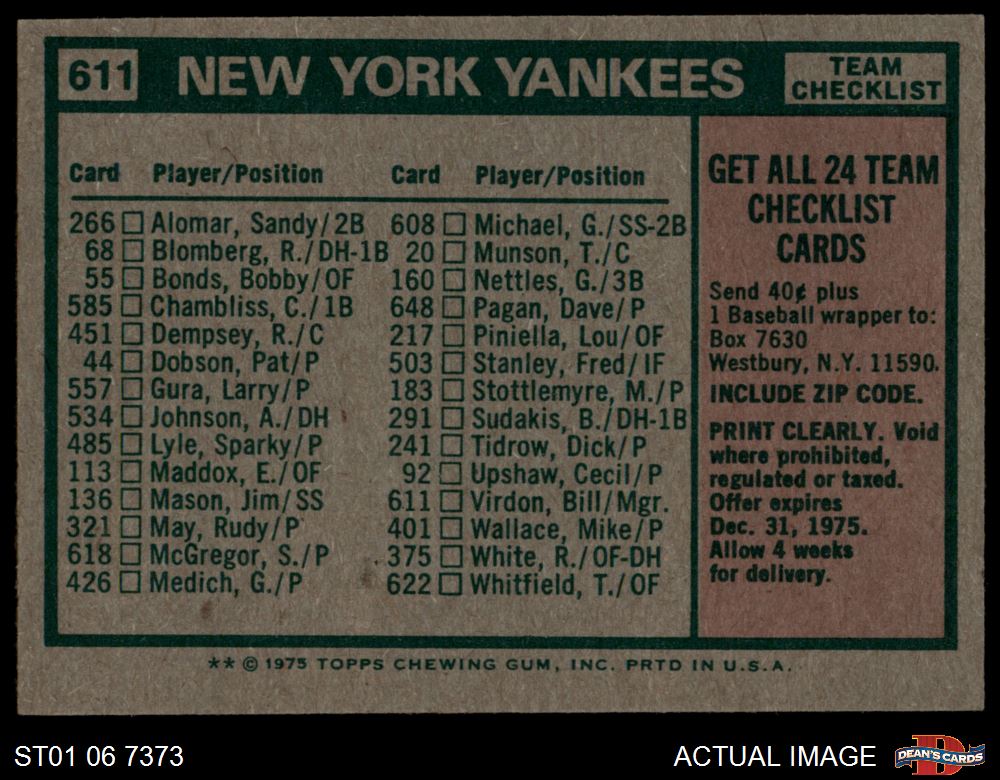 611 NEW YORK YANKEES TEAM CHECKLIST
Card Player/Position
266 Alomar, Sandy/2B
68 Blomberg, R./DH-1B
55 Bonds, Bobby/OF
585 Chambliss, C./1B
451 Dempsey, R./C
44 Dobson, Pat/P
557 Gura, Larry/P
534 Johnson, A./DH
485 Lyle, Sparky/P
113 Maddox, E./OF
136 Mason, Jim/SS
321 May, Rudy/P
618 McGregor, S./P
426 Medich, G./P
Card Player/Position
608 Michael, G./SS-2B
20 Munson, T./C
160 Nettles, G./3B
648 Pagan, Dave/P
217 Piniella, Lou/OF
503 Stanley, Fred/IF
183 Stottlemyre, M./P
291 Sudakis, B./DH-1B
241 Tidrow, Dick/P
92 Upshaw, Cecil/P
611 Virdon, Bill/Mgr.
401 Wallace, Mike/P
375 White, R./OF-DH
622 Whitfield, T./OF
GET ALL 24 TEAM
CHECKLIST
CARDS
Send 40¢ plus
1 Baseball wrapper to:
Box 7630
Westbury, N.Y. 11590.
INCLUDE ZIP CODE.
PRINT CLEARLY. Void
where prohibited,
regulated or taxed.
Offer expires
Dec. 31, 1975.
Allow 4 weeks
for delivery.
** © 1975 TOPPS CHEWING GUM, INC. PRTD IN U.S.A.
ST01 06 7373
ACTUAL IMAGE
D
DEAN'S CARDS